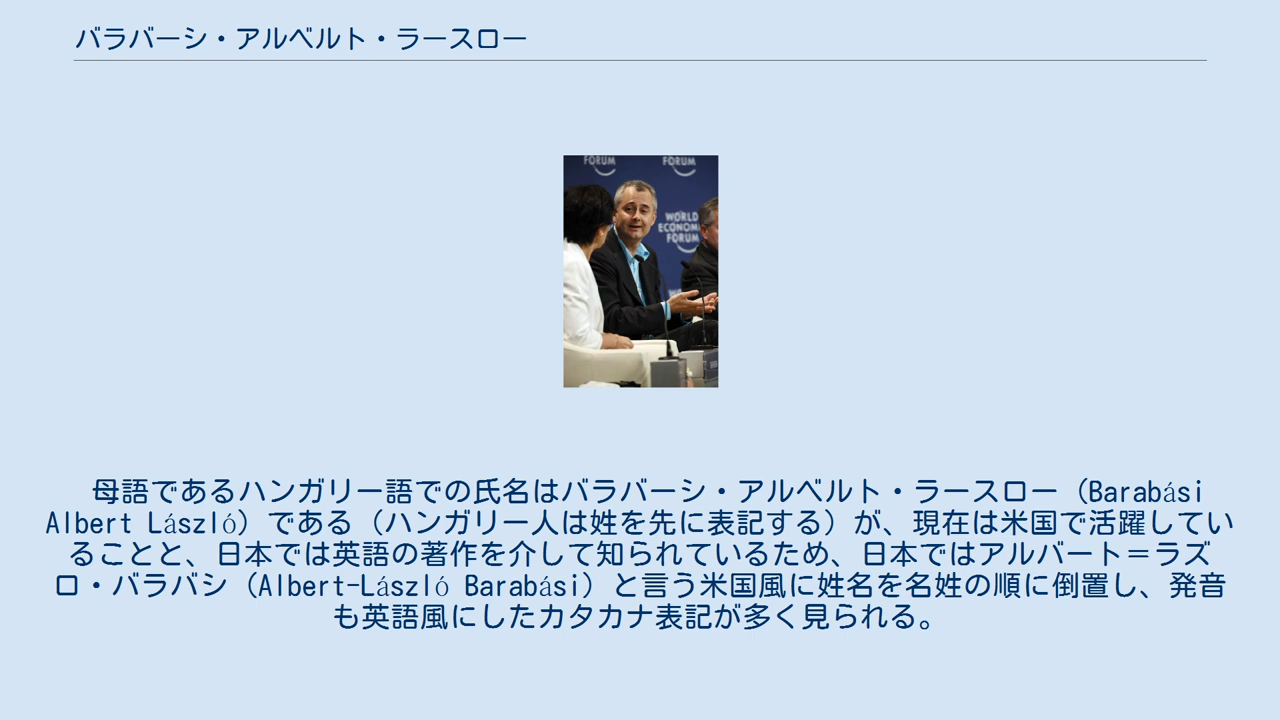 バラバーシ・アルベルト・ラースロー
FORUM
FORUM
WORLD
ECONOM
FORUM
母語であるハンガリー語での氏名はバラバーシ・アルベルト・ラースロー（Barabási
Albert László）である（ハンガリー人は姓を先に表記する）が、現在は米国で活躍してい
ることと、日本では英語の著作を介して知られているため、日本ではアルバート＝ラズ
ロ・バラバシ（Albert-László Barabási）と言う米国風に姓名を名姓の順に倒置し、発音
も英語風にしたカタカナ表記が多く見られる。